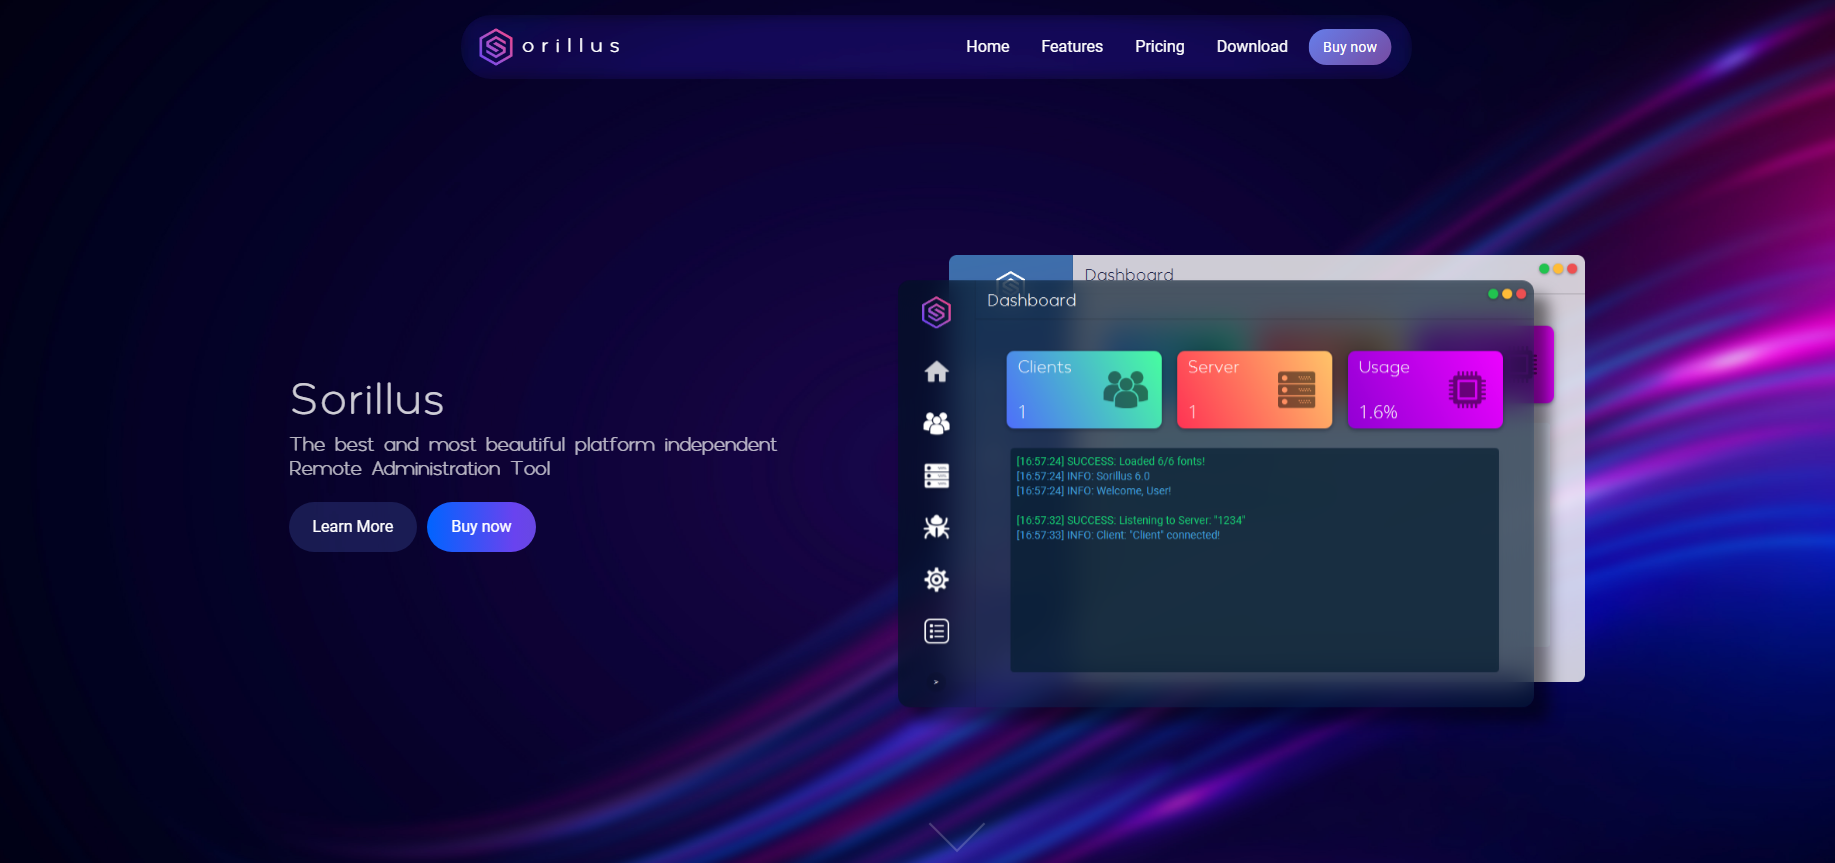 orillus
Home Features Pricing Download Buy now
Dashboard
Dashboard
Clients
1
Server
1
Usage
1.6%
[16:57:24] SUCCESS: Loaded 6/6 fonts!
[16:57:24] INFO: Sorillus 6.0
[16:57:24] INFO: Welcome, User!
[16:57:32] SUCCESS: Listening to Server: "1234"
[16:57:33] INFO: Client: "Client" connected!
>
Sorillus
The best and most beautiful platform independent
Remote Administration Tool
Learn More Buy now